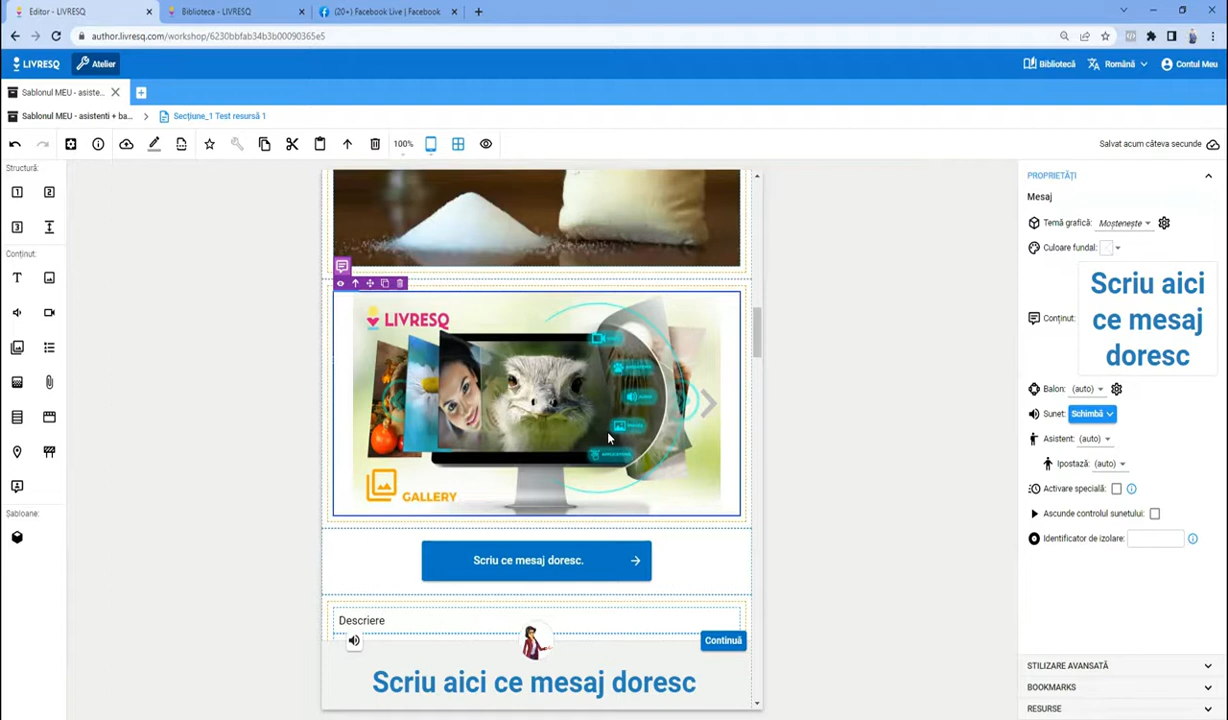 Editor - LIVRESQ
Biblioteca - LIVRESQ
(20+) Facebook Live | Facebook
author.livresq.com/workshop/6230bbfab34b3b00090365e5
LIVRESQ
Atelier
Bibliotecă
Română
Contul Meu
Sablonul MEU - asiste...
Sablonul MEU - asistenti + ba...
Secțiune_1 Test resursă 1
100%
Salvat acum câteva secunde
Structură:
Conținut:
Șabloane:
LIVRESQ
GALLERY
Scriu ce mesaj doresc.
Descriere
Continuă
Scriu aici ce mesaj doresc
PROPRIETĂȚI
Mesaj
Temă grafică: Moștenește
Culoare fundal:
Conținut:
Scriu aici
ce mesaj
doresc
Balon: (auto)
Sunet: Schimbă
Asistent: (auto)
Ipostază: (auto)
Activare specială:
Ascunde controlul sunetului:
Identificator de izolare:
STILIZARE AVANSATĂ
BOOKMARKS
RESURSE